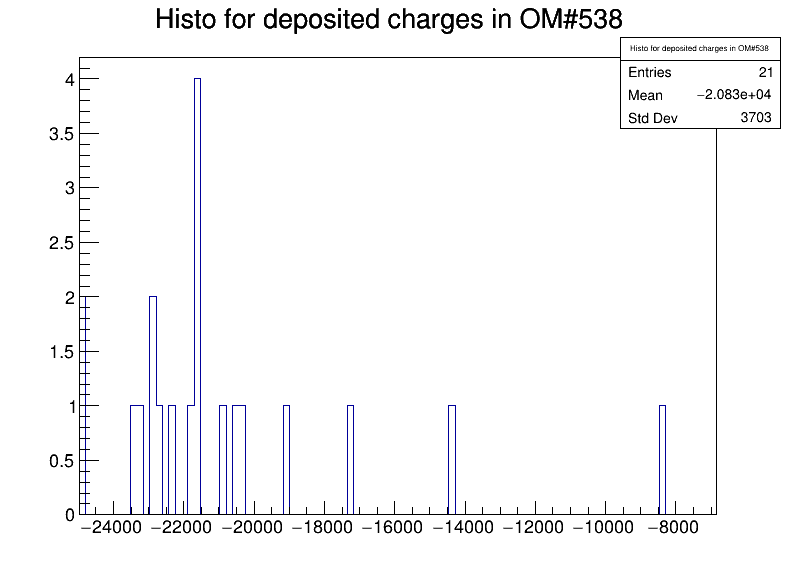 Histo for deposited charges in OM#538
Histo for deposited charges in OM#538
Entries 21
Mean −2.083e+04
Std Dev 3703
4
3.5
3
2.5
2
1.5
1
0.5
0
−24000 −22000 −20000 −18000 −16000 −14000 −12000 −10000 −8000